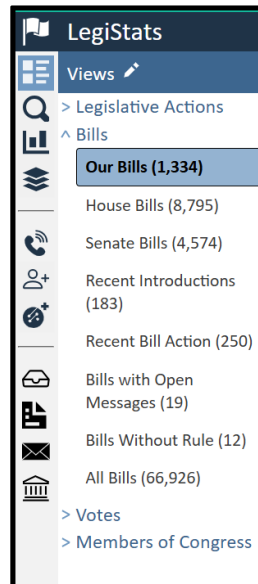 LegiStats
Views
> Legislative Actions
^ Bills
Our Bills (1,334)
House Bills (8,795)
Senate Bills (4,574)
Recent Introductions
(183)
Recent Bill Action (250)
Bills with Open
Messages (19)
Bills Without Rule (12)
All Bills (66,926)
> Votes
> Members of Congress